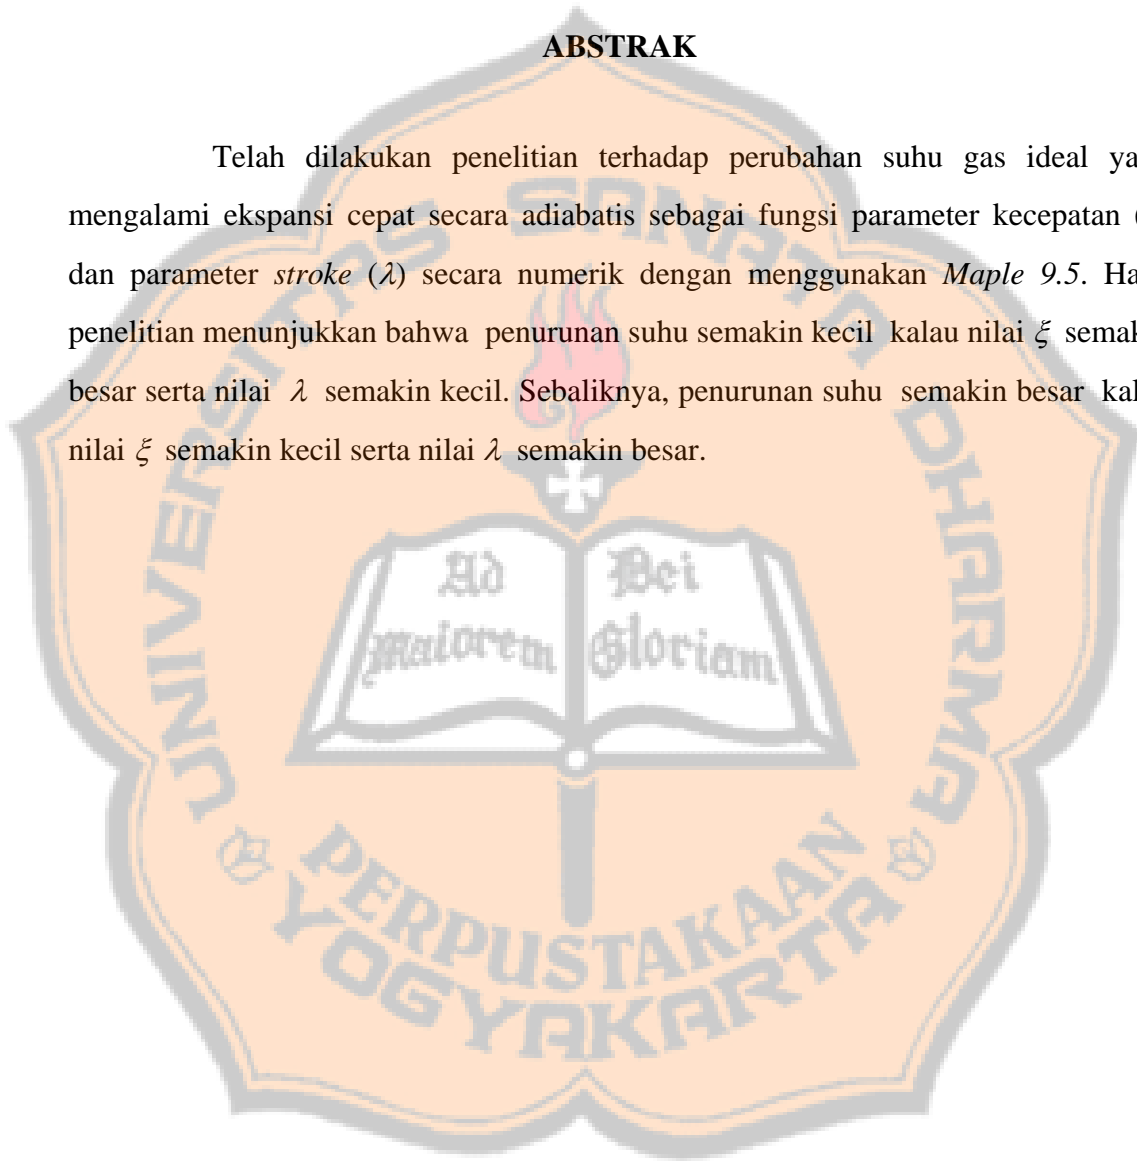 ABSTRAK
Telah dilakukan penelitian terhadap perubahan suhu gas ideal ya
mengalami ekspansi cepat secara adiabatis sebagai fungsi parameter kecepatan (
dan parameter stroke (λ) secara numerik dengan menggunakan Maple 9.5. Ha
penelitian menunjukkan bahwa penurunan suhu semakin kecil kalau nilai ξ semak
besar serta nilai λ semakin kecil. Sebaliknya, penurunan suhu semakin besar kal
nilai ξ semakin kecil serta nilai λ semakin besar.
UNIVERSITAS SANATA DHARMA
Ad Dei
maiorem Gloriam
PERPUSTAKAAN
YOGYAKARTA